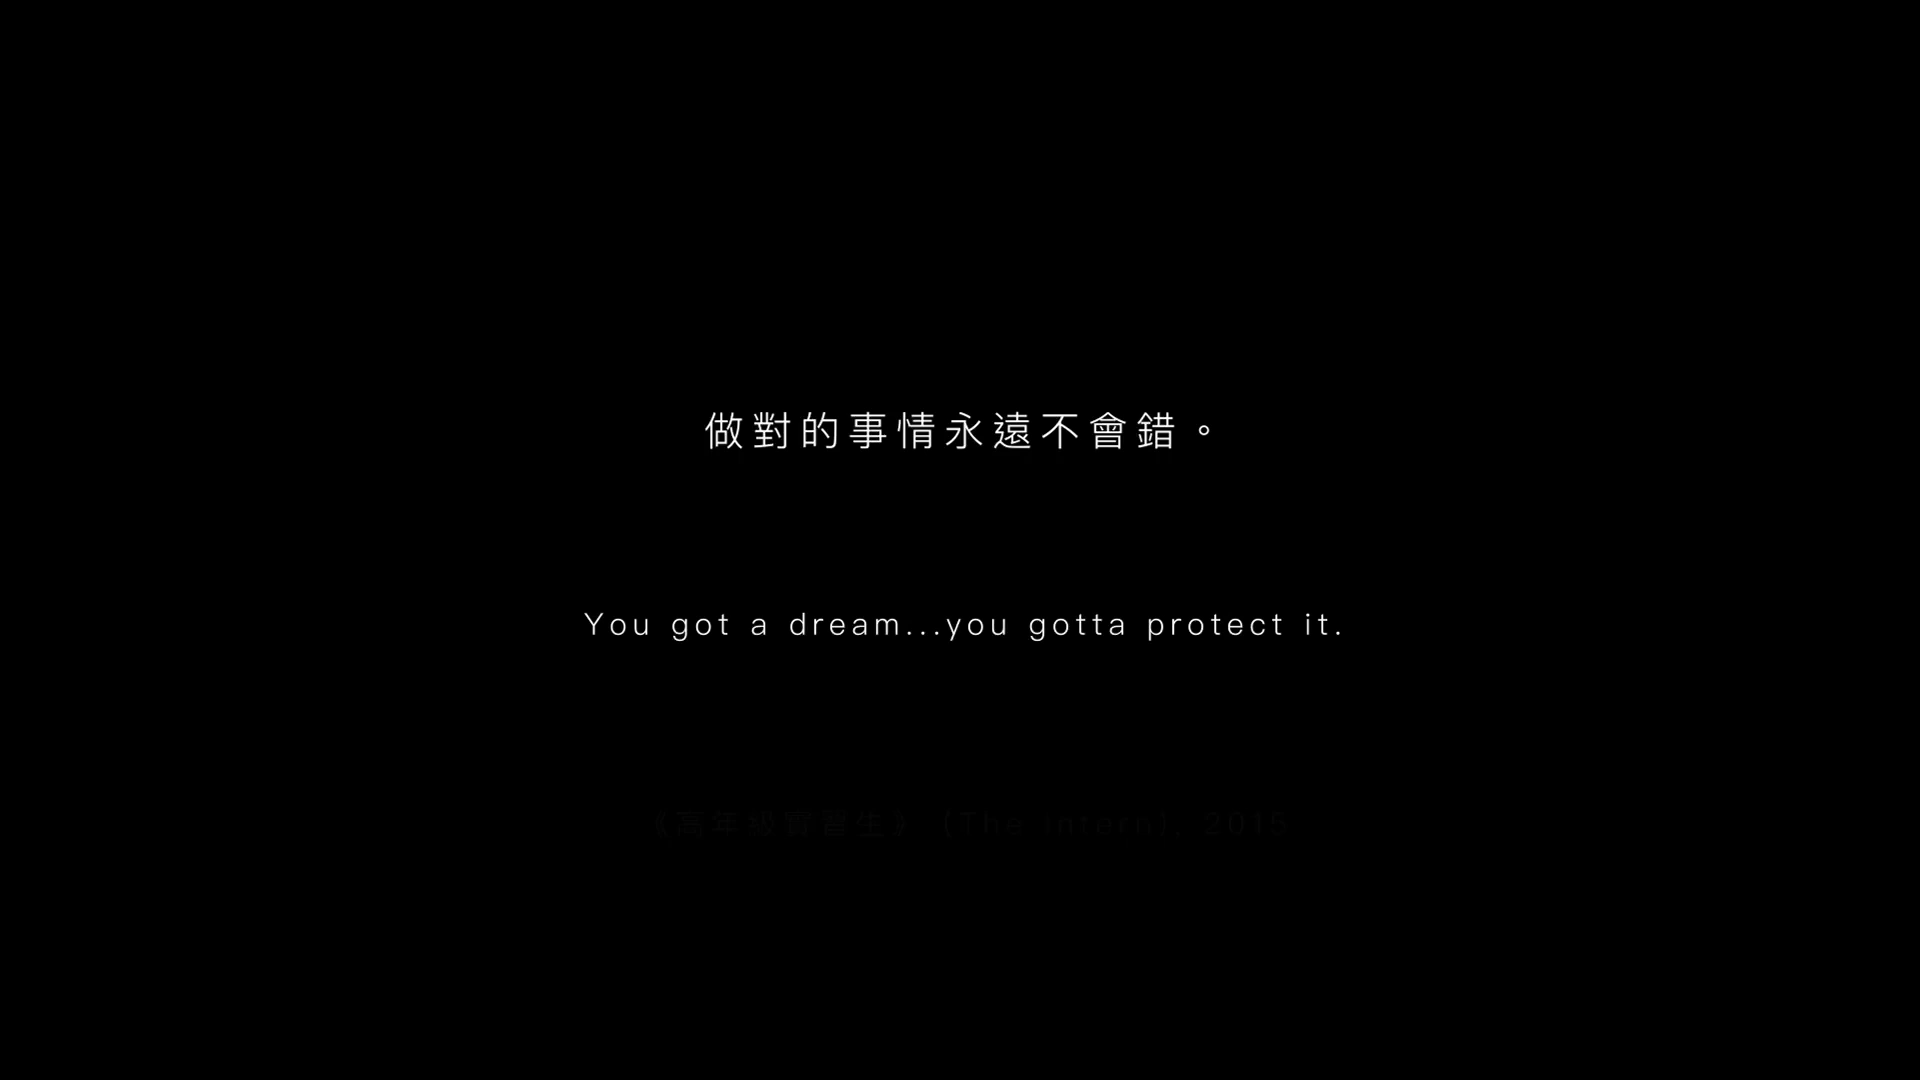 做對的事情永遠不會錯。
You got a dream...you gotta protect it.
《高年級實習生》 (The Intern), 2015